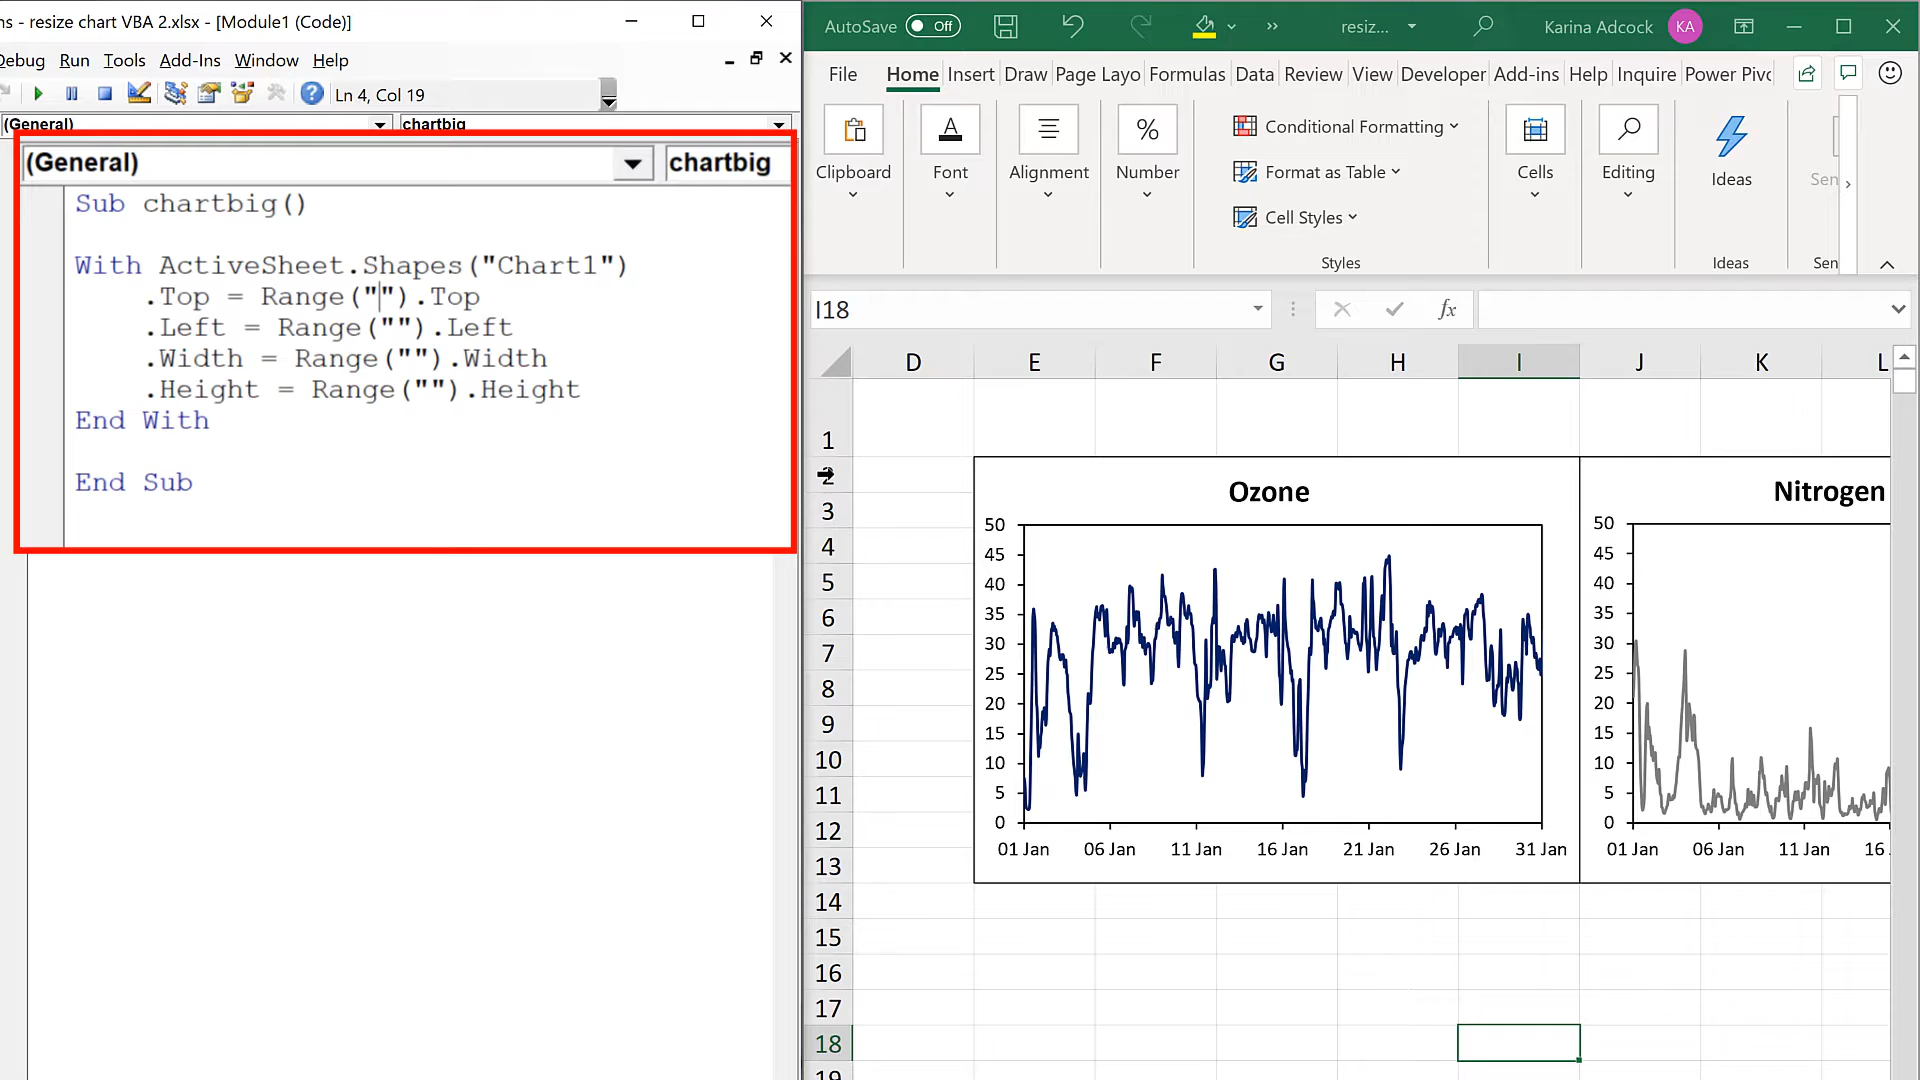 ns - resize chart VBA 2.xlsx - [Module1 (Code)]
Debug Run Tools Add-Ins Window Help
Ln 4, Col 19
(General) chartbig
(General) chartbig
Sub chartbig()
With ActiveSheet.Shapes("Chart1")
.Top = Range("").Top
.Left = Range("").Left
.Width = Range("").Width
.Height = Range("").Height
End With
End Sub
AutoSave Off resiz... Karina Adcock KA
File Home Insert Draw Page Layo Formulas Data Review View Developer Add-ins Help Inquire Power Piv
Clipboard Font Alignment Number
Conditional Formatting
Format as Table
Cell Styles
Styles
Cells Editing Ideas Sen
Ideas Sen
I18 fx
D E F G H I J K L
1
2
3
4
5
6
7
8
9
10
11
12
13
14
15
16
17
18
19
Ozone
50
45
40
35
30
25
20
15
10
5
0
01 Jan 06 Jan 11 Jan 16 Jan 21 Jan 26 Jan 31 Jan
Nitrogen
50
45
40
35
30
25
20
15
10
5
0
01 Jan 06 Jan 11 Jan 16